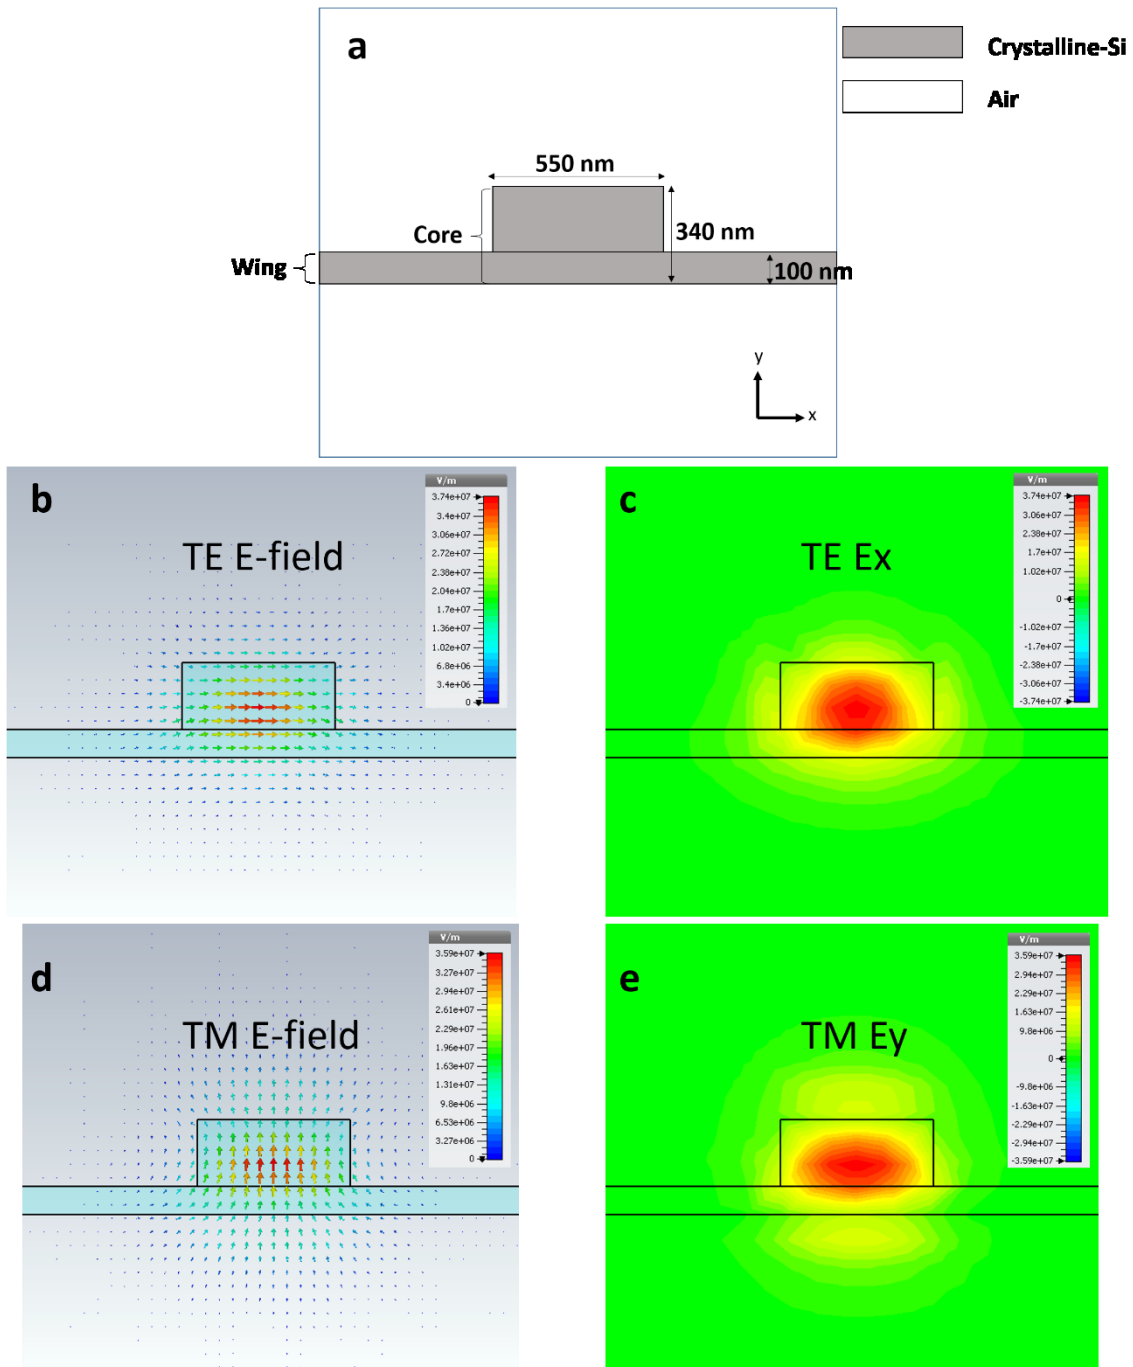 a
Crystalline-Si
Air
550 nm
Core
340 nm
Wing
100 nm
y
x
b
TE E-field
V/m
3.74e+07
3.4e+07
3.06e+07
2.72e+07
2.38e+07
2.04e+07
1.7e+07
1.36e+07
1.02e+07
6.8e+06
3.4e+06
0
c
TE Ex
V/m
3.74e+07
2.38e+07
1.7e+07
1.02e+07
0
-1.02e+07
-1.7e+07
-2.38e+07
-3.06e+07
-3.74e+07
d
TM E-field
V/m
3.59e+07
3.27e+07
2.94e+07
2.61e+07
2.29e+07
1.96e+07
1.63e+07
1.31e+07
9.8e+06
6.53e+06
3.27e+06
0
e
TM Ey
V/m
3.59e+07
2.94e+07
2.29e+07
1.63e+07
9.8e+06
0
-9.8e+06
-1.63e+07
-2.29e+07
-2.94e+07
-3.59e+07